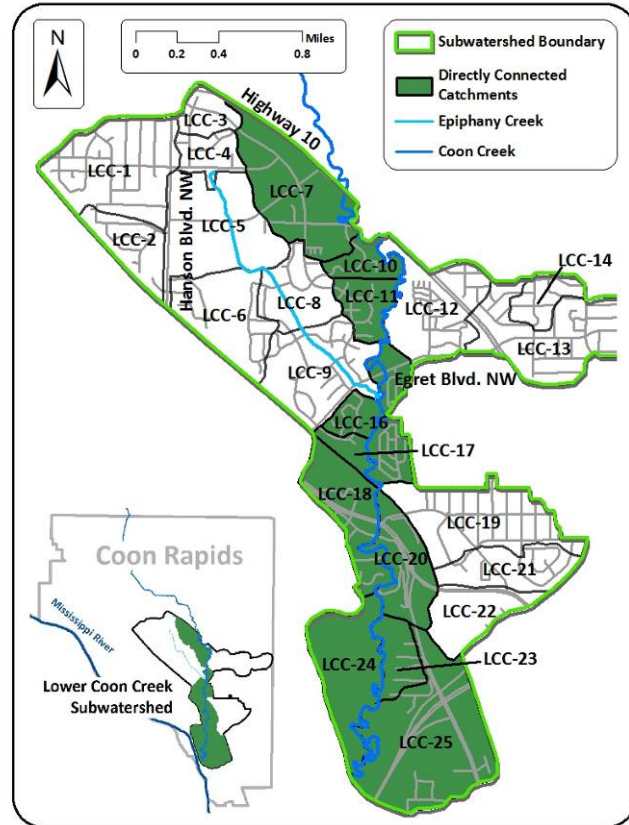 N
Miles
0 0.2 0.4 0.8
Subwatershed Boundary
Directly Connected
Catchments
Epiphany Creek
Coon Creek
Highway 10
LCC-3
LCC-4
LCC-1
LCC-7
Hanson Blvd. NW
LCC-5
LCC-2
LCC-10
LCC-14
LCC-8
LCC-11
LCC-12
LCC-6
LCC-13
LCC-9
Egret Blvd. NW
LCC-16
LCC-17
LCC-18
LCC-19
LCC-20
LCC-21
LCC-22
LCC-24
LCC-23
LCC-25
Coon Rapids
Mississippi
River
Lower Coon Creek
Subwatershed